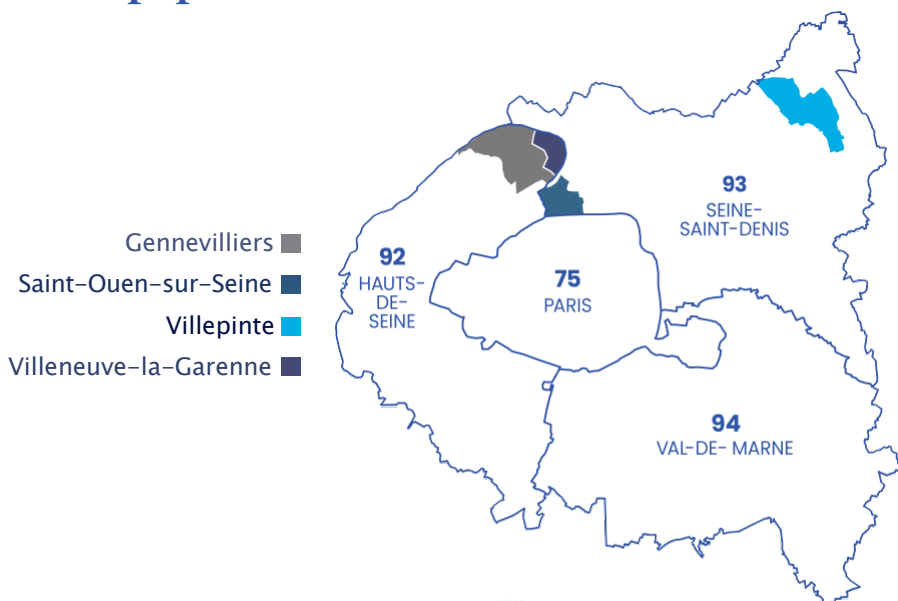 93
SEINE-
SAINT-DENIS
Gennevilliers
Saint-Ouen-sur-Seine
Villepinte
Villeneuve-la-Garenne
92
HAUTS-
DE-
SEINE
75
PARIS
94
VAL-DE- MARNE